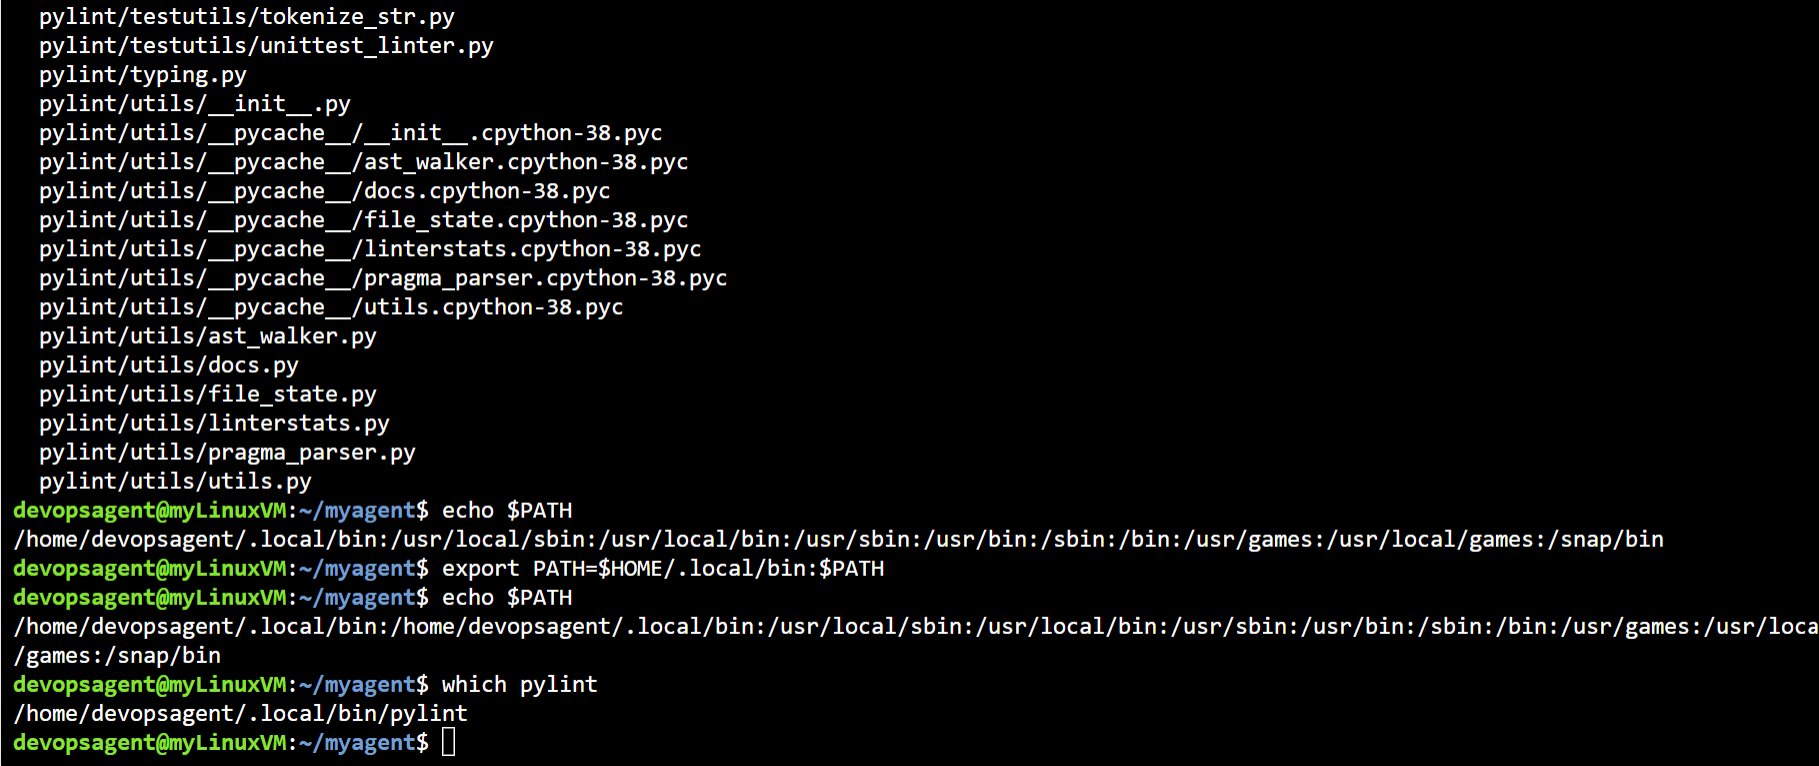 pylint/testutils/tokenize_str.py
pylint/testutils/unittest_linter.py
pylint/typing.py
pylint/utils/__init__.py
pylint/utils/__pycache__/__init__.cpython-38.pyc
pylint/utils/__pycache__/ast_walker.cpython-38.pyc
pylint/utils/__pycache__/docs.cpython-38.pyc
pylint/utils/__pycache__/file_state.cpython-38.pyc
pylint/utils/__pycache__/linterstats.cpython-38.pyc
pylint/utils/__pycache__/pragma_parser.cpython-38.pyc
pylint/utils/__pycache__/utils.cpython-38.pyc
pylint/utils/ast_walker.py
pylint/utils/docs.py
pylint/utils/file_state.py
pylint/utils/linterstats.py
pylint/utils/pragma_parser.py
pylint/utils/utils.py
devopsagent@myLinuxVM:~/myagent$ echo $PATH
/home/devopsagent/.local/bin:/usr/local/sbin:/usr/local/bin:/usr/sbin:/usr/bin:/sbin:/bin:/usr/games:/usr/local/games:/snap/bin
devopsagent@myLinuxVM:~/myagent$ export PATH=$HOME/.local/bin:$PATH
devopsagent@myLinuxVM:~/myagent$ echo $PATH
/home/devopsagent/.local/bin:/home/devopsagent/.local/bin:/usr/local/sbin:/usr/local/bin:/usr/sbin:/usr/bin:/sbin:/bin:/usr/games:/usr/loca
/games:/snap/bin
devopsagent@myLinuxVM:~/myagent$ which pylint
/home/devopsagent/.local/bin/pylint
devopsagent@myLinuxVM:~/myagent$